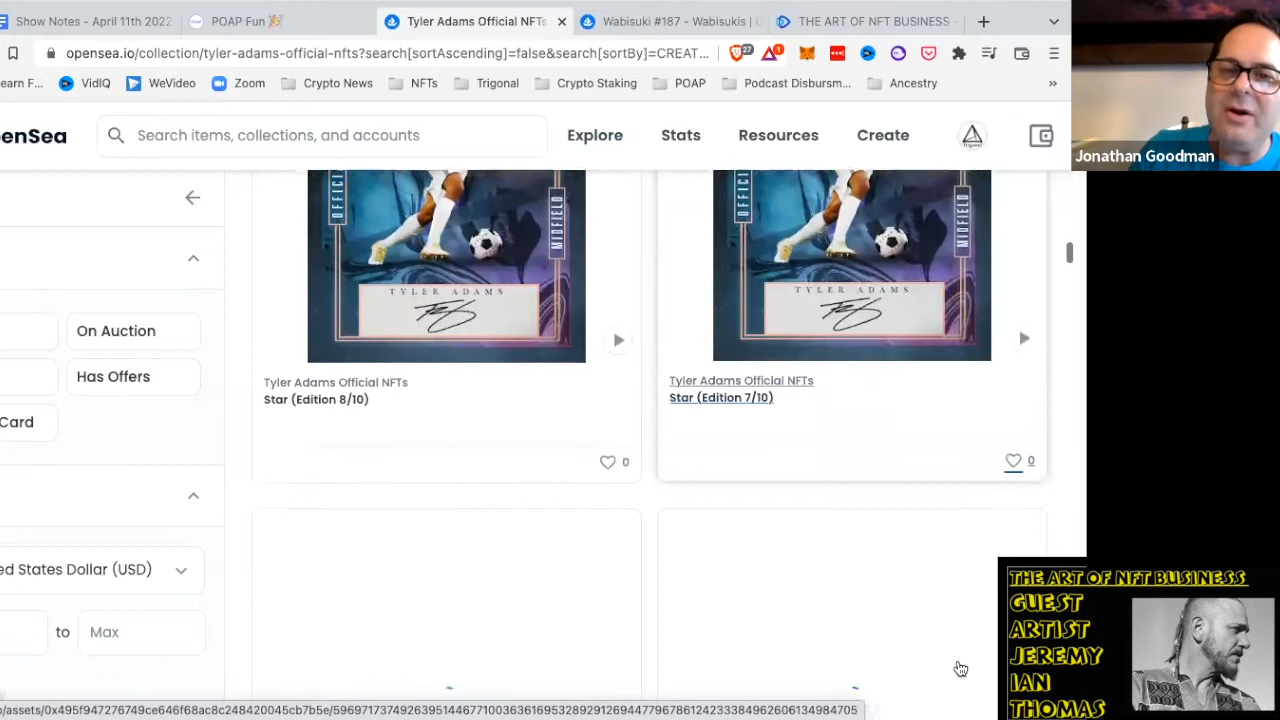 Show Notes - April 11th 2022
POAP Fun 🎉
Tyler Adams Official NFTs
Wabisuki #187 - Wabisukis | O
THE ART OF NFT BUSINESS -
opensea.io/collection/tyler-adams-official-nfts?search[sortAscending]=false&search[sortBy]=CREAT...
27
1
earn F...
VidIQ
WeVideo
Zoom
Crypto News
NFTs
Trigonal
Crypto Staking
POAP
Podcast Disbursm...
Ancestry
»
enSea
Search items, collections, and accounts
Explore
Stats
Resources
Create
Jonathan Goodman
OFFICI
MIDFIELD
TYLER ADAMS
OFFICI
MIDFIELD
TYLER ADAMS
On Auction
Has Offers
Card
Tyler Adams Official NFTs
Star (Edition 8/10)
0
Tyler Adams Official NFTs
Star (Edition 7/10)
0
ed States Dollar (USD)
to
Max
THE ART OF NFT BUSINESS
GUEST
ARTIST
JEREMY
IAN
THOMAS